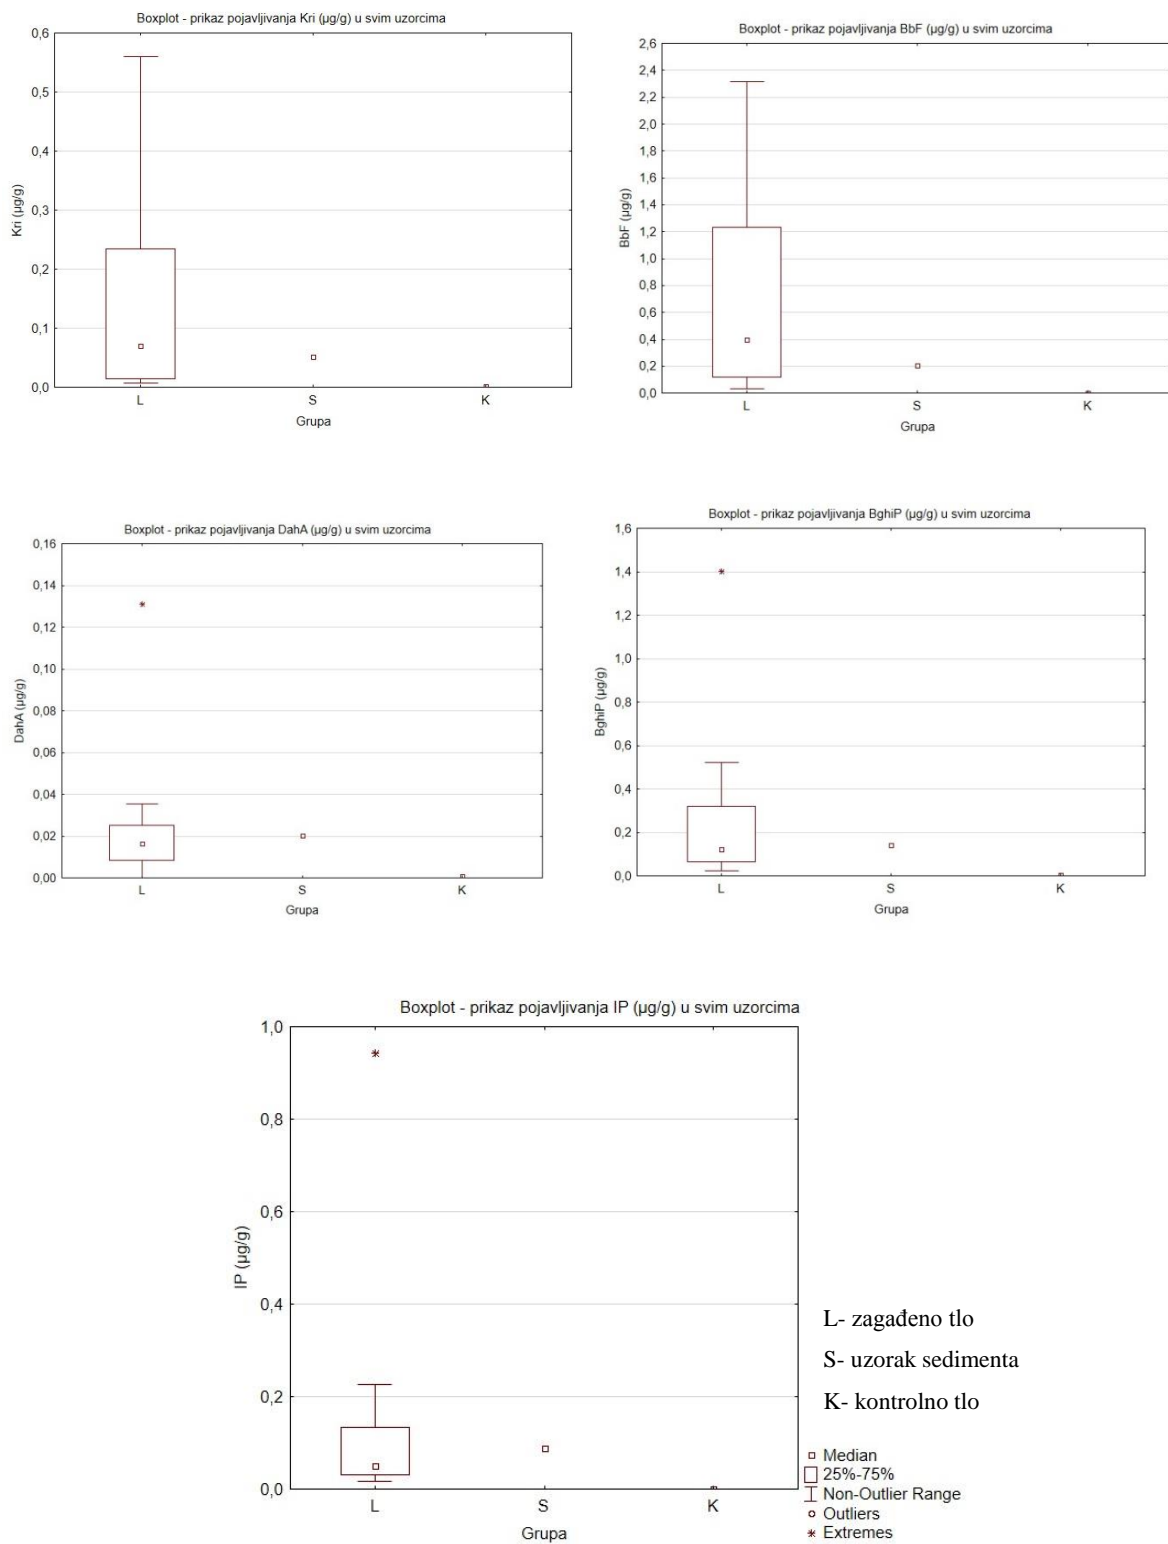 Boxplot - prikaz pojavljivanja Kri (µg/g) u svim uzorcima
0,6
0,5
0,4
0,3
0,2
0,1
0,0
Kri (µg/g)
L S K
Grupa
Boxplot - prikaz pojavljivanja BbF (µg/g) u svim uzorcima
2,6
2,4
2,2
2,0
1,8
1,6
1,4
1,2
1,0
0,8
0,6
0,4
0,2
0,0
BbF (µg/g)
L S K
Grupa
Boxplot - prikaz pojavljivanja DahA (µg/g) u svim uzorcima
0,16
0,14
0,12
0,10
0,08
0,06
0,04
0,02
0,00
DahA (µg/g)
L S K
Grupa
Boxplot - prikaz pojavljivanja BghiP (µg/g) u svim uzorcima
1,6
1,4
1,2
1,0
0,8
0,6
0,4
0,2
0,0
BghiP (µg/g)
L S K
Grupa
Boxplot - prikaz pojavljivanja IP (µg/g) u svim uzorcima
1,0
0,8
0,6
0,4
0,2
0,0
IP (µg/g)
L S K
Grupa
L- zagađeno tlo
S- uzorak sedimenta
K- kontrolno tlo
Median
25%-75%
Non-Outlier Range
Outliers
Extremes